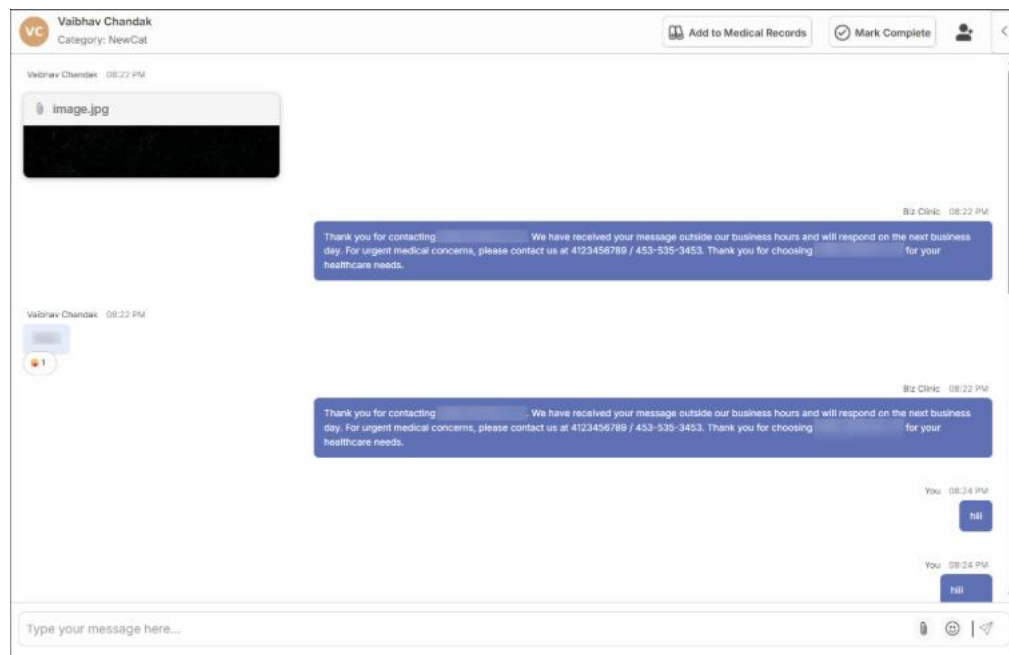 VC
Vaibhav Chandak
Category: NewCat
Add to Medical Records
Mark Complete
Vaibhav Chandak 08:22 PM
image.jpg
Biz Clinic 08:22 PM
Thank you for contacting . We have received your message outside our business hours and will respond on the next business
day. For urgent medical concerns, please contact us at 4123456789 / 453-535-3453. Thank you for choosing for your
healthcare needs.
Vaibhav Chandak 08:22 PM
1
Biz Clinic 08:22 PM
Thank you for contacting . We have received your message outside our business hours and will respond on the next business
day. For urgent medical concerns, please contact us at 4123456789 / 453-535-3453. Thank you for choosing for your
healthcare needs.
You 08:24 PM
hiii
You 08:24 PM
hiii
Type your message here...